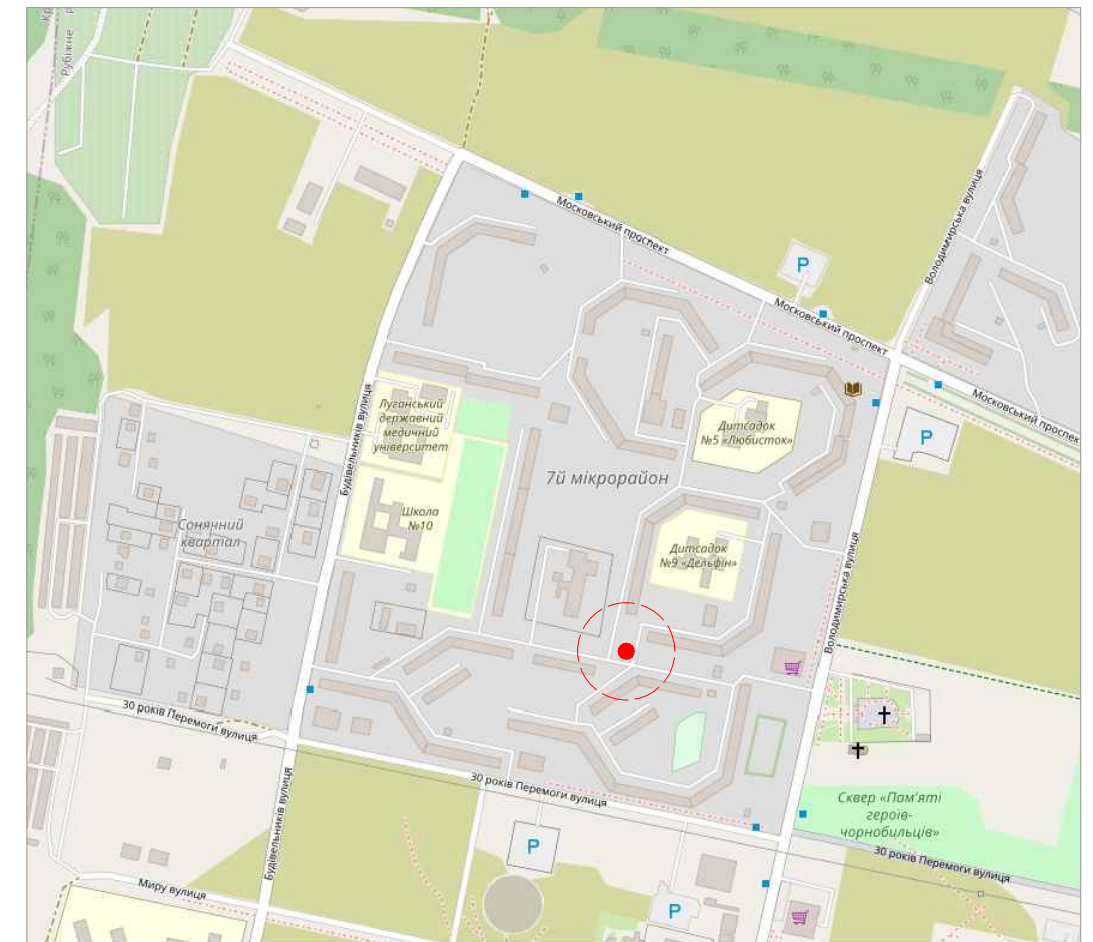 Рубіжне
Московський проспект
Володимирська вулиця
Московський проспект
Московський проспек
Луганський
державний
медичний
університет
Будівельників вулиця
Дитсадок
№5 «Любисток»
7й мікрорайон
Школа
№10
Сонячний
квартал
Дитсадок
№9 «Дельфін»
Володимирська вулиця
30 років Перемоги вулиця
30 років Перемоги вулиця
Будівельників вулиця
Сквер «Пам'яті
героїв-
чорнобильців»
30 років Перемоги вулиця
Миру вулиця
P
P
P
P